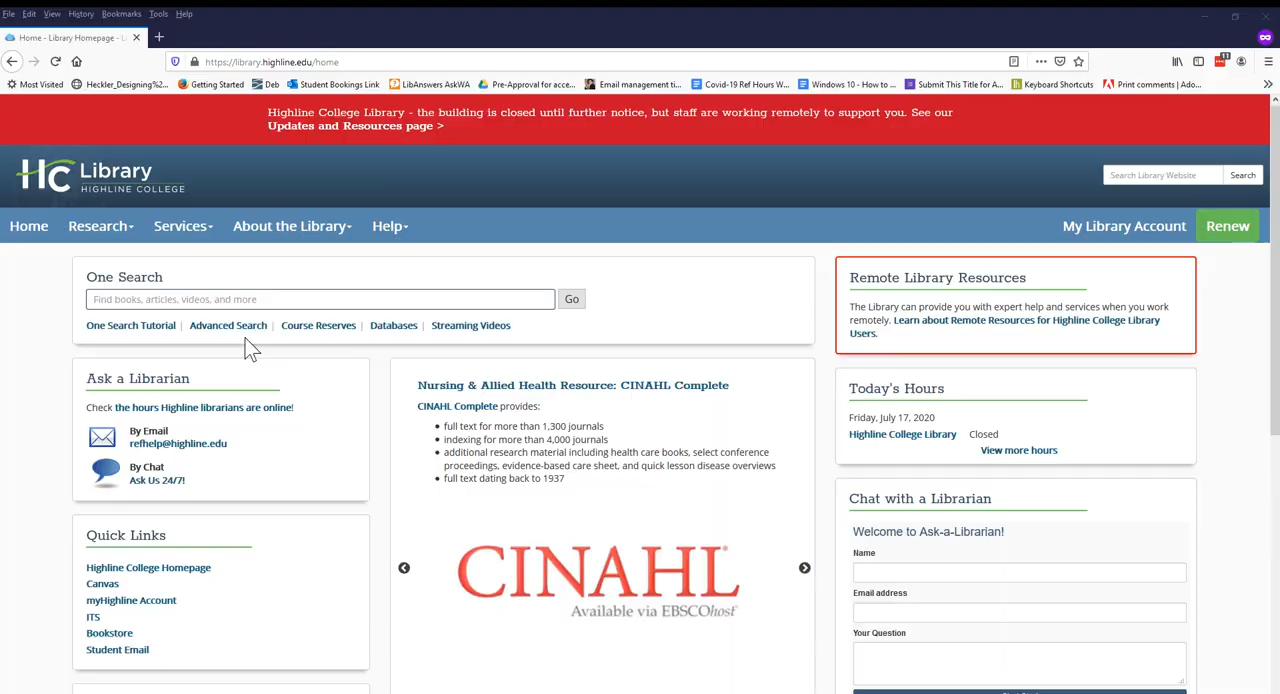 File Edit View History Bookmarks Tools Help
Home - Library Homepage - L
https://library.highline.edu/home
Most Visited Heckler_Designing%2... Getting Started Deb Student Bookings Link LibAnswers AskWA Pre-Approval for acce... Email management ti... Covid-19 Ref Hours W... Windows 10 - How to ... Submit This Title for A... Keyboard Shortcuts Print comments | Ado...
Highline College Library - the building is closed until further notice, but staff are working remotely to support you. See our
Updates and Resources page >
HC Library
HIGHLINE COLLEGE
Search Library Website Search
Home Research Services About the Library Help My Library Account Renew
One Search
Find books, articles, videos, and more Go
One Search Tutorial | Advanced Search | Course Reserves | Databases | Streaming Videos
Remote Library Resources
The Library can provide you with expert help and services when you work
remotely. Learn about Remote Resources for Highline College Library
Users.
Ask a Librarian
Check the hours Highline librarians are online!
By Email
refhelp@highline.edu
By Chat
Ask Us 24/7!
Nursing & Allied Health Resource: CINAHL Complete
CINAHL Complete provides:
full text for more than 1,300 journals
indexing for more than 4,000 journals
additional research material including health care books, select conference
proceedings, evidence-based care sheet, and quick lesson disease overviews
full text dating back to 1937
CINAHL®
Available via EBSCOhost®
Today's Hours
Friday, July 17, 2020
Highline College Library Closed
View more hours
Quick Links
Highline College Homepage
Canvas
myHighline Account
ITS
Bookstore
Student Email
Chat with a Librarian
Welcome to Ask-a-Librarian!
Name
Email address
Your Question